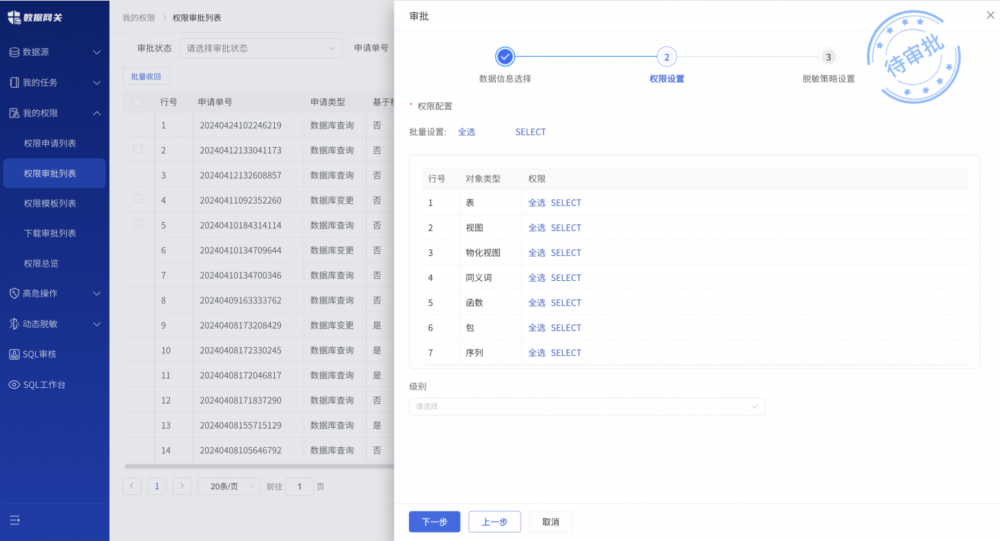 数据网关
数据源
我的任务
我的权限
权限申请列表
权限审批列表
权限模板列表
下载审批列表
权限总览
高危操作
动态脱敏
SQL审核
SQL工作台
我的权限 > 权限审批列表
审批状态 请选择审批状态 申请单号
批量收回
行号 申请单号 申请类型 基于
1 20240424102246219 数据库查询 否
2 20240412133041173 数据库查询 否
3 20240412132608857 数据库查询 否
4 20240411092352260 数据库变更 否
5 20240410184314114 数据库查询 否
6 20240410134709644 数据库变更 否
7 20240410134700346 数据库查询 否
8 20240409163333762 数据库查询 否
9 20240408173208429 数据库变更 是
10 20240408172330245 数据库查询 是
11 20240408172046817 数据库查询 是
12 20240408171837290 数据库查询 否
13 20240408155715129 数据库查询 是
14 20240408105646792 数据库查询 否
1 20条/页 前往 1 页
审批
待审批
2 3
数据信息选择 权限设置 脱敏策略设置
* 权限配置
批量设置: 全选 SELECT
行号 对象类型 权限
1 表 全选 SELECT
2 视图 全选 SELECT
3 物化视图 全选 SELECT
4 同义词 全选 SELECT
5 函数 全选 SELECT
6 包 全选 SELECT
7 序列 全选 SELECT
级别
请选择
下一步 上一步 取消